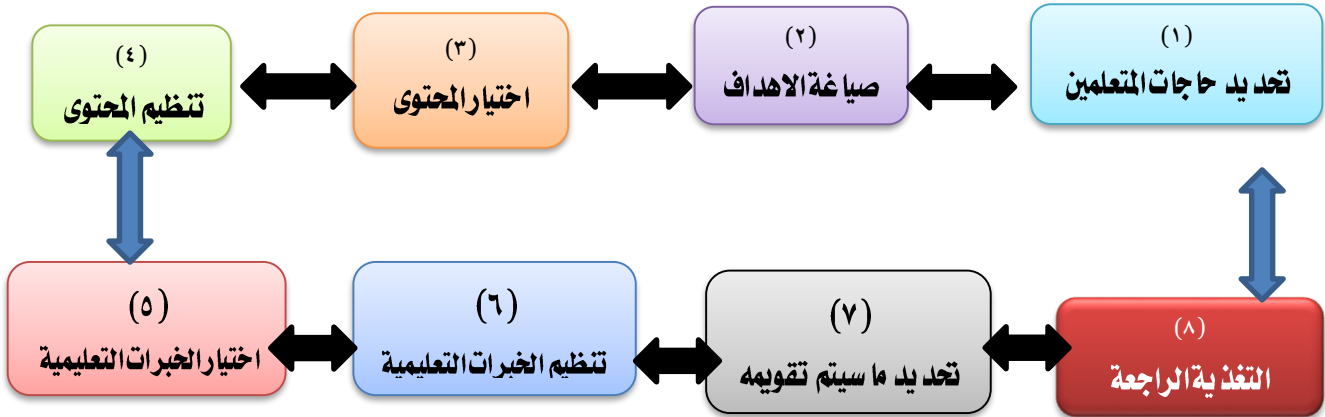 (١)
تحديد حاجات المتعلمين
(٢)
صياغة الاهداف
(٣)
اختيار المحتوى
(٤)
تنظيم المحتوى
(٥)
اختيار الخبرات التعليمية
(٦)
تنظيم الخبرات التعليمية
(٧)
تحديد ما سيتم تقويمه
(٨)
التغذية الراجعة